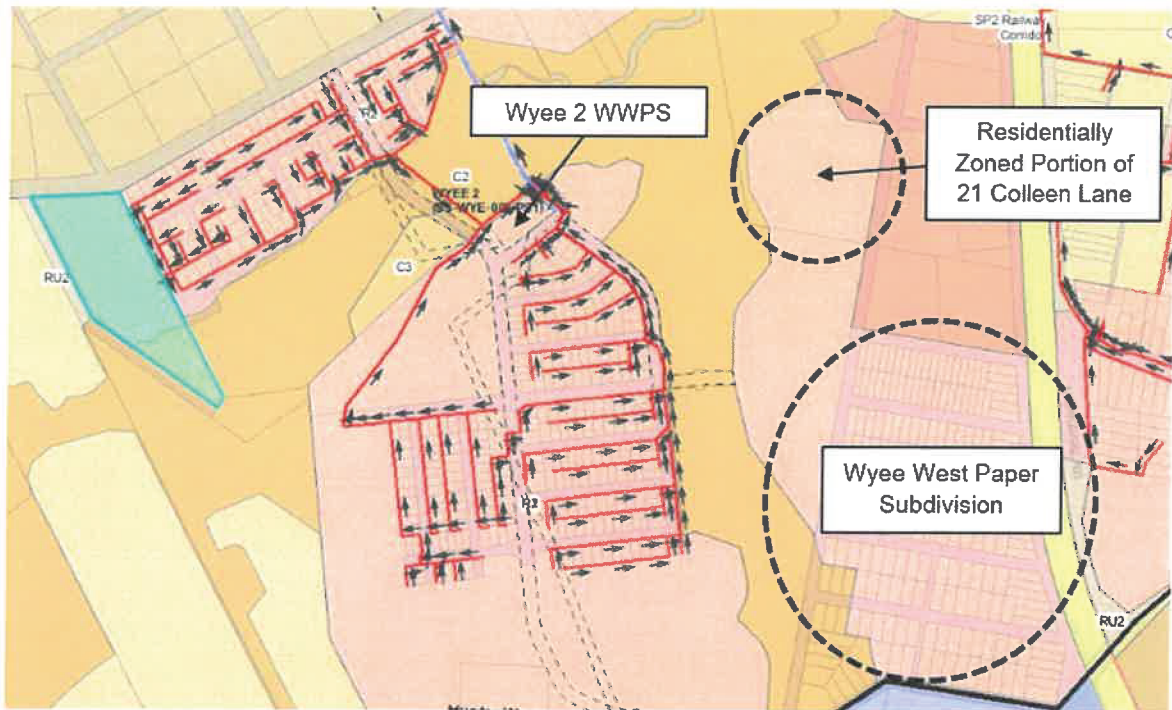 SP2 Railway
Corridor
R2
Wyee 2 WWPS
Residentially
Zoned Portion of
21 Colleen Lane
C2
WYEE 2
C3
RU2
Wyee West Paper
Subdivision
R2
RU2